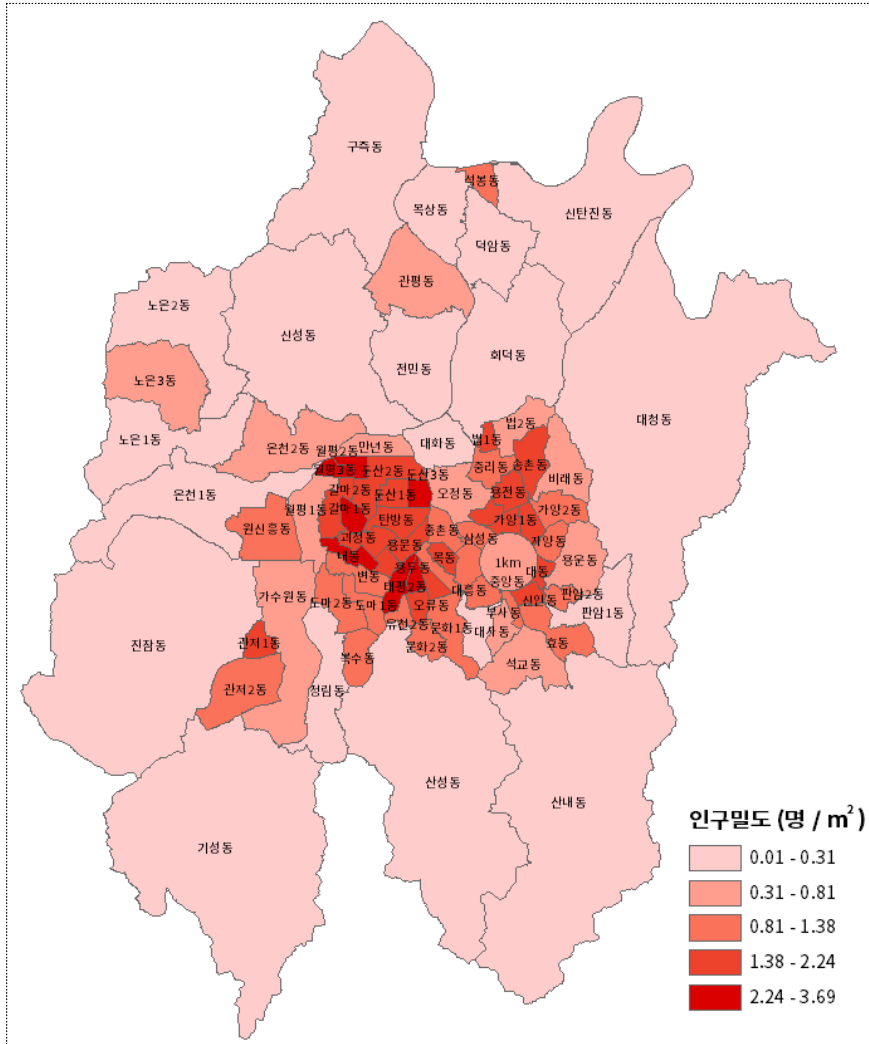 구즉동
석봉동
목상동
신탄진동
덕암동
관평동
노은2동
신성동
회덕동
전민동
노은3동
대청동
노은1동
법2동
법1동
온천2동
월평2동
만년동
대화동
월평3동
둔산2동
둔산3동
중리동
송촌동
비래동
온천1동
갈마2동
둔산1동
오정동
용전동
월평1동
갈마1동
가양2동
원신흥동
탄방동
중촌동
가양1동
괴정동
용문동
삼성동
가양동
내동
목동
1km
용운동
변동
용두동
중앙동
대동
태평2동
대흥동
판암2동
가수원동
도마2동
도마1동
오류동
신인동
부사동
판암1동
유천2동
문화1동
대사동
관저1동
진잠동
문화2동
효동
복수동
석교동
관저2동
정림동
산성동
산내동
기성동
인구밀도 (명 / m²)
0.01 - 0.31
0.31 - 0.81
0.81 - 1.38
1.38 - 2.24
2.24 - 3.69